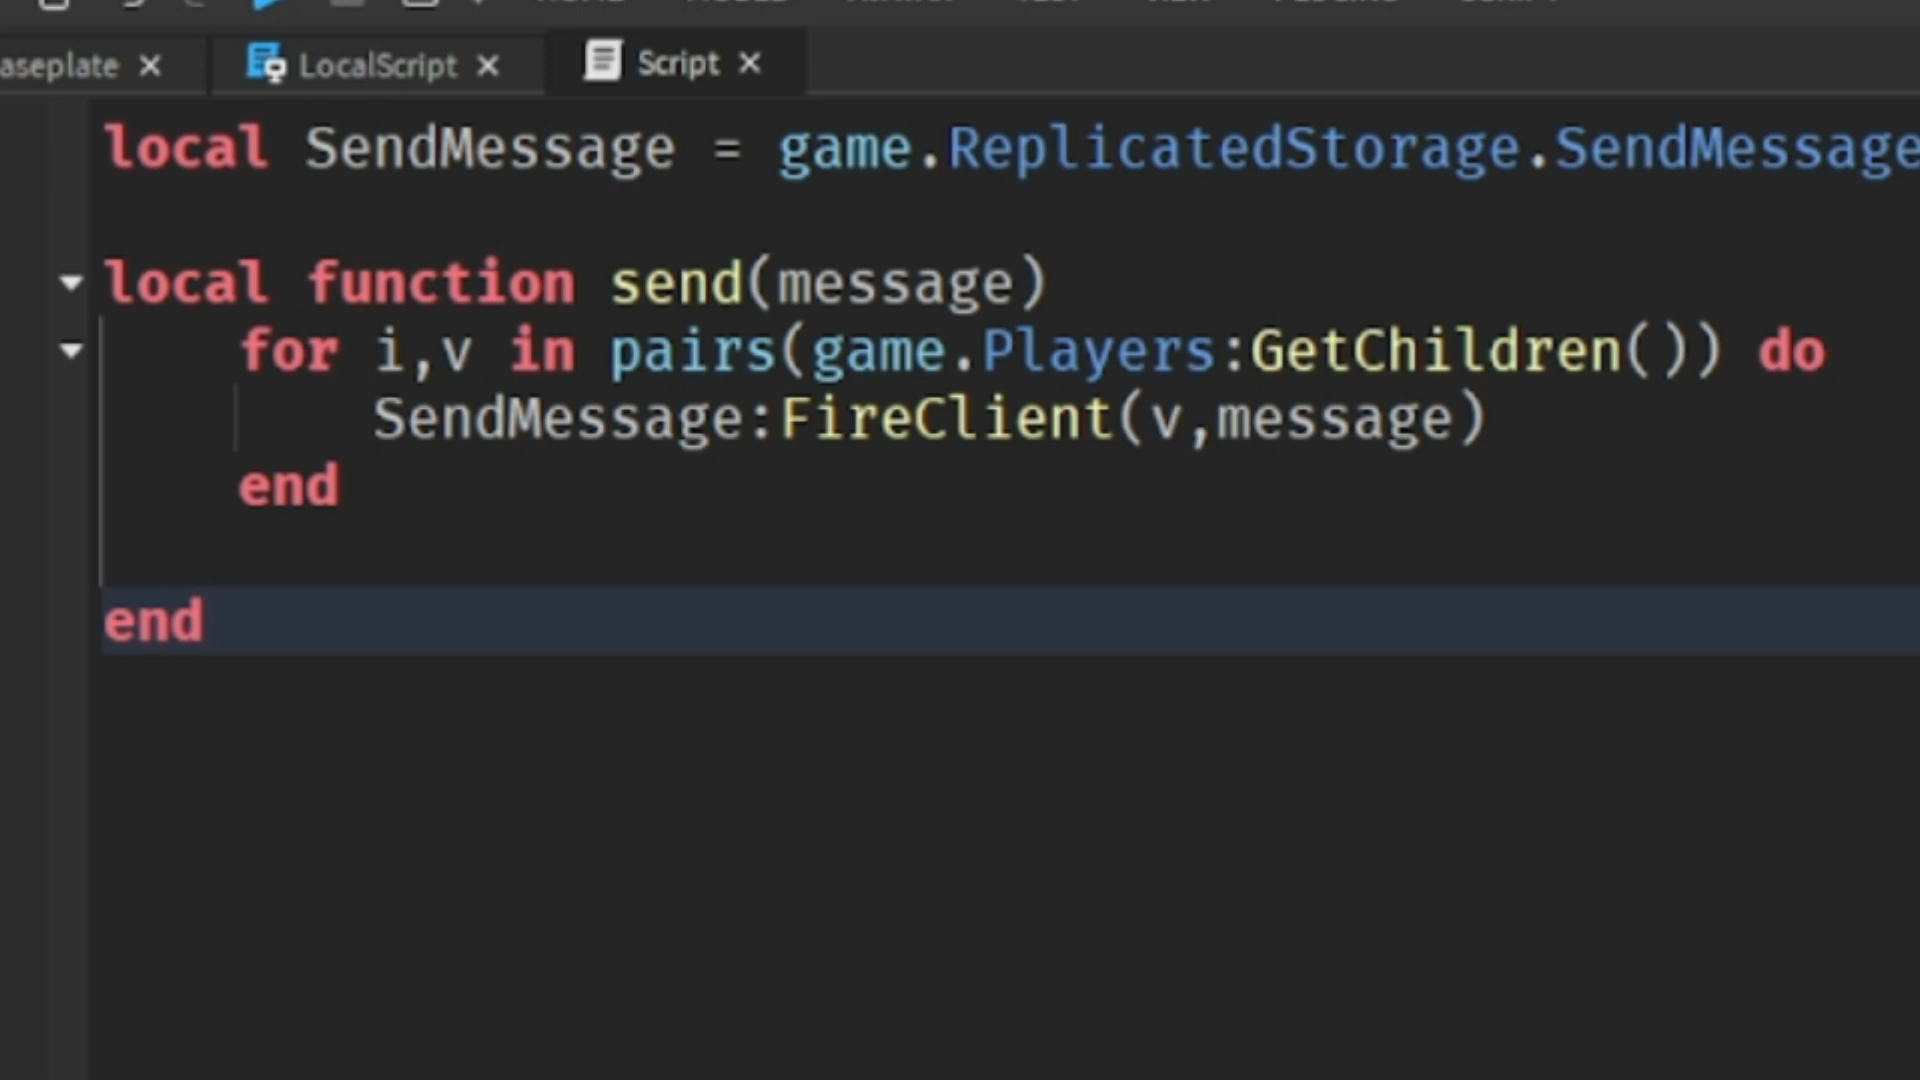 aseplate × LocalScript × Script ×
local SendMessage = game.ReplicatedStorage.SendMessage
local function send(message)
for i,v in pairs(game.Players:GetChildren()) do
SendMessage:FireClient(v,message)
end
end